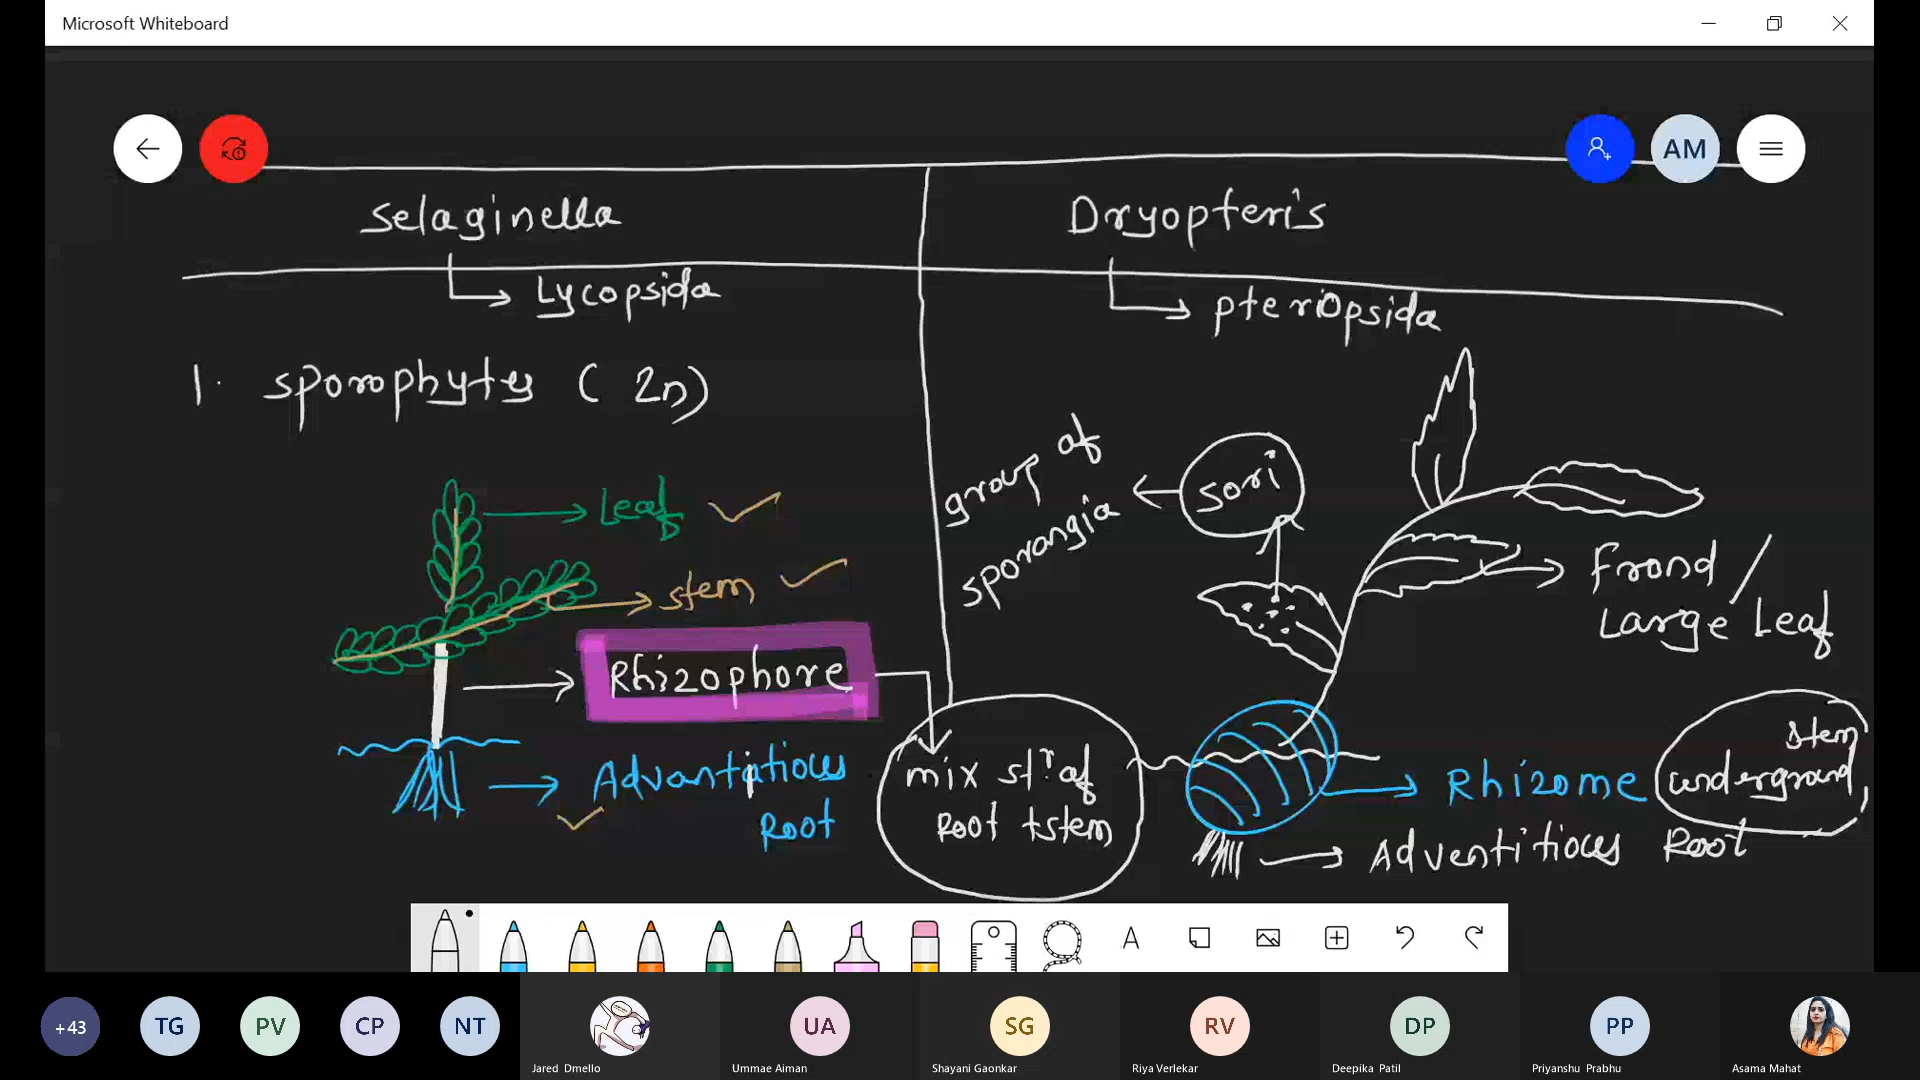 Microsoft Whiteboard
AM
Selaginella
Dryopteris
Lycopsida
pteriopsida
1. sporophytes ( 2n)
group of
sporangia
sori
Leaf
stem
Frond /
Large Leaf
Rhizophore
mix str of
Root + stem
Advantatious
Root
Rhizome
stem
underground
Adventitious Root
A
+43
TG
PV
CP
NT
UA
SG
RV
DP
PP
Jared Dmello
Ummae Aiman
Shayani Gaonkar
Riya Verlekar
Deepika Patil
Priyanshu Prabhu
Asama Mahat